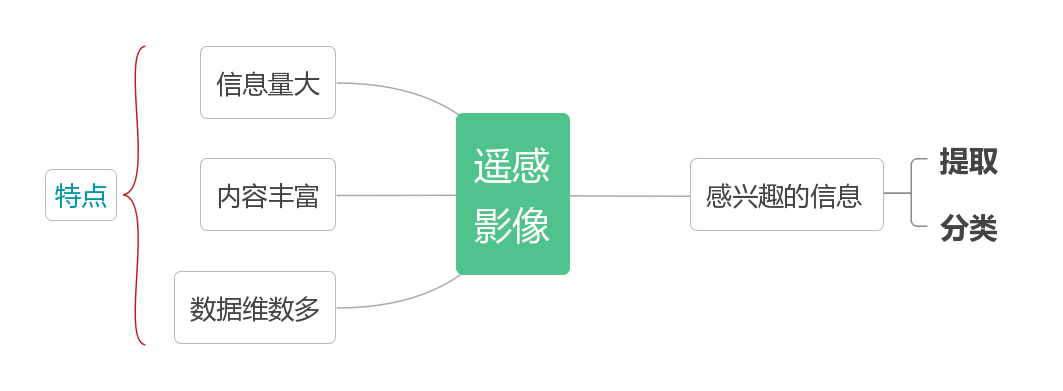 特点
信息量大
内容丰富
数据维数多
遥感
影像
感兴趣的信息
提取
分类